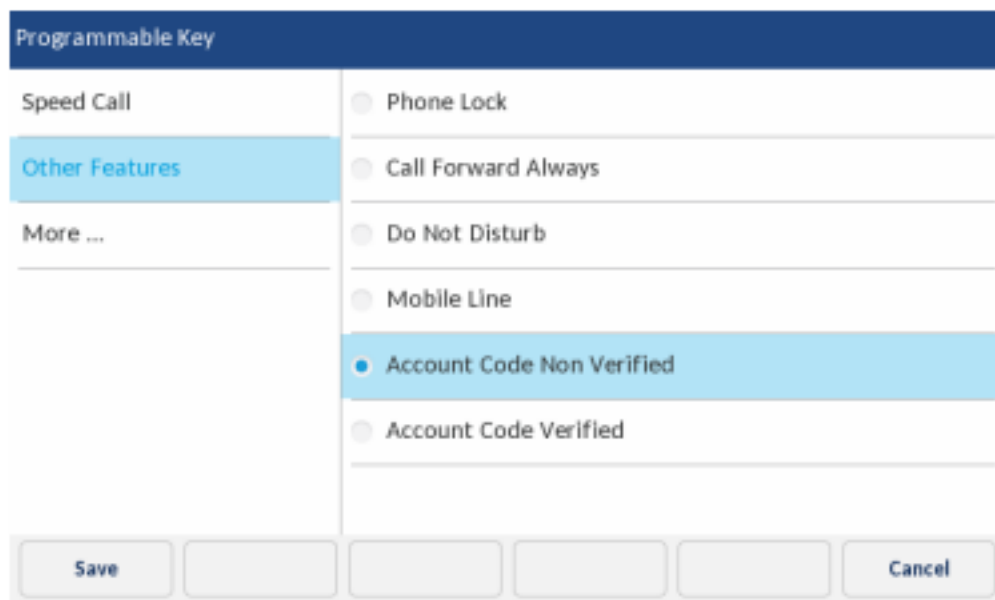 Programmable Key
Speed Call
Other Features
More ...
Phone Lock
Call Forward Always
Do Not Disturb
Mobile Line
Account Code Non Verified
Account Code Verified
Save
Cancel